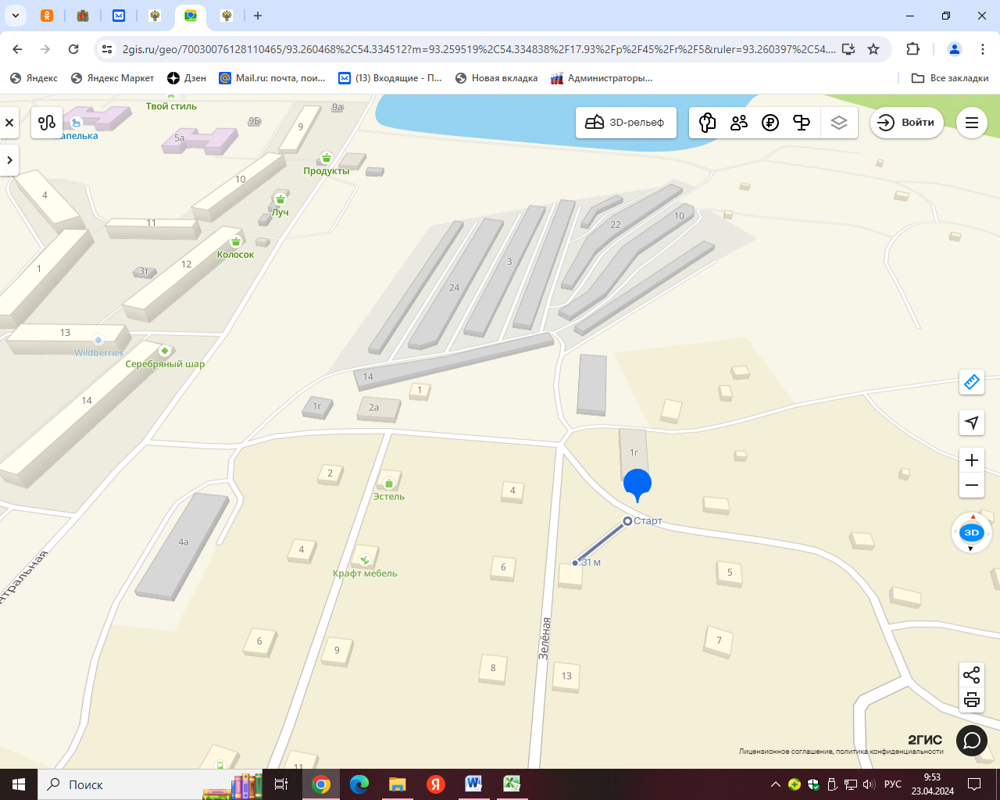 2gis.ru/geo/70030076128110465/93.260468%2C54.334512?m=93.259519%2C54.334838%2F17.93%2Fp%2F45%2Fr%2F5&ruler=93.260397%2C54....
Яндекс
Яндекс Маркет
Дзен
Mail.ru: почта, пои...
(13) Входящие - П...
Новая вкладка
Администраторы...
Все закладки
Твой стиль
9а
9Б
9
5а
Капелька
3D-рельеф
Войти
Продукты
10
4
Луч
11
Колосок
1
12
3т
22
10
3
24
13
Wildberries
Серебряный шар
14
14
1
1г
2а
1г
2
Эстель
4
Старт
31 м
4а
4
Крафт мебель
6
5
3D
нтральная
6
9
Зелёная
7
8
13
11
2ГИС
Лицензионное соглашение, политика конфиденциальности
Поиск
РУС
9:53
23.04.2024